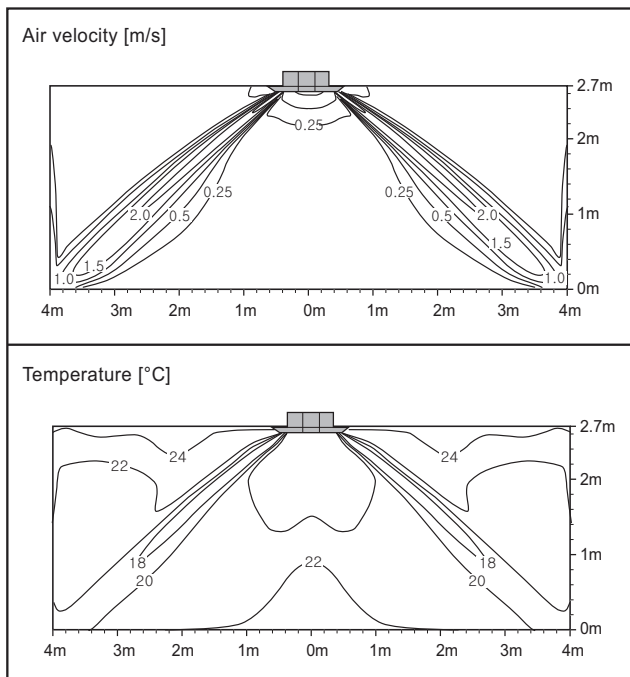 Air velocity [m/s]
2.7m
0.25
2m
0.25 0.25
2.0 2.0
0.5 0.5
1m
1.5 1.5
1.0 1.0
0m
4m 3m 2m 1m 0m 1m 2m 3m 4m
Temperature [°C]
2.7m
24 24
22 22
2m
18 18
1m
20 20
22
0m
4m 3m 2m 1m 0m 1m 2m 3m 4m